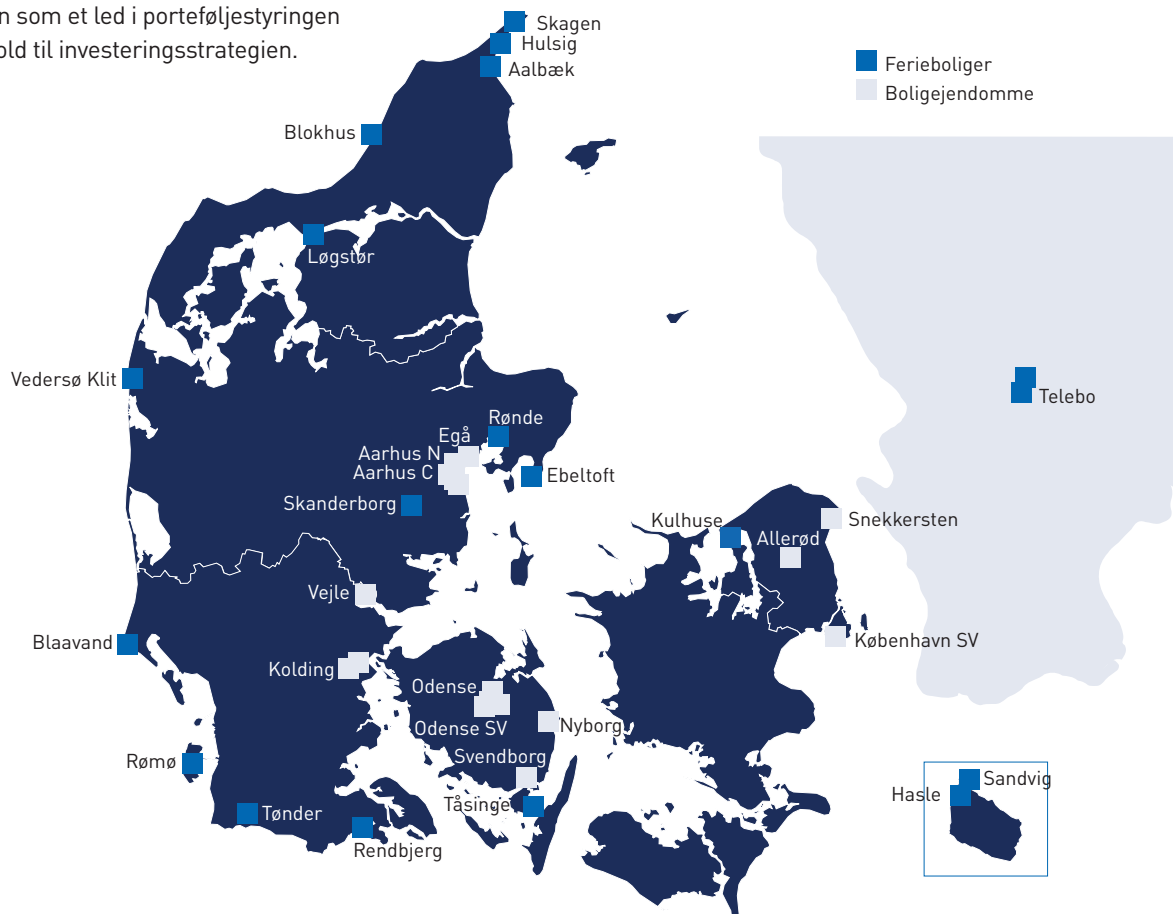 n som et led i porteføljestyringen
old til investeringsstrategien.
Skagen
Hulsig
Aalbæk
Ferieboliger
Boligejendomme
Blokhus
Løgstør
Vedersø Klit
Telebo
Rønde
Egå
Aarhus N
Aarhus C
Ebeltoft
Skanderborg
Kulhuse
Snekkersten
Allerød
Vejle
Blaavand
København SV
Kolding
Odense
Odense SV
Nyborg
Svendborg
Rømø
Sandvig
Hasle
Tåsinge
Tønder
Rendbjerg